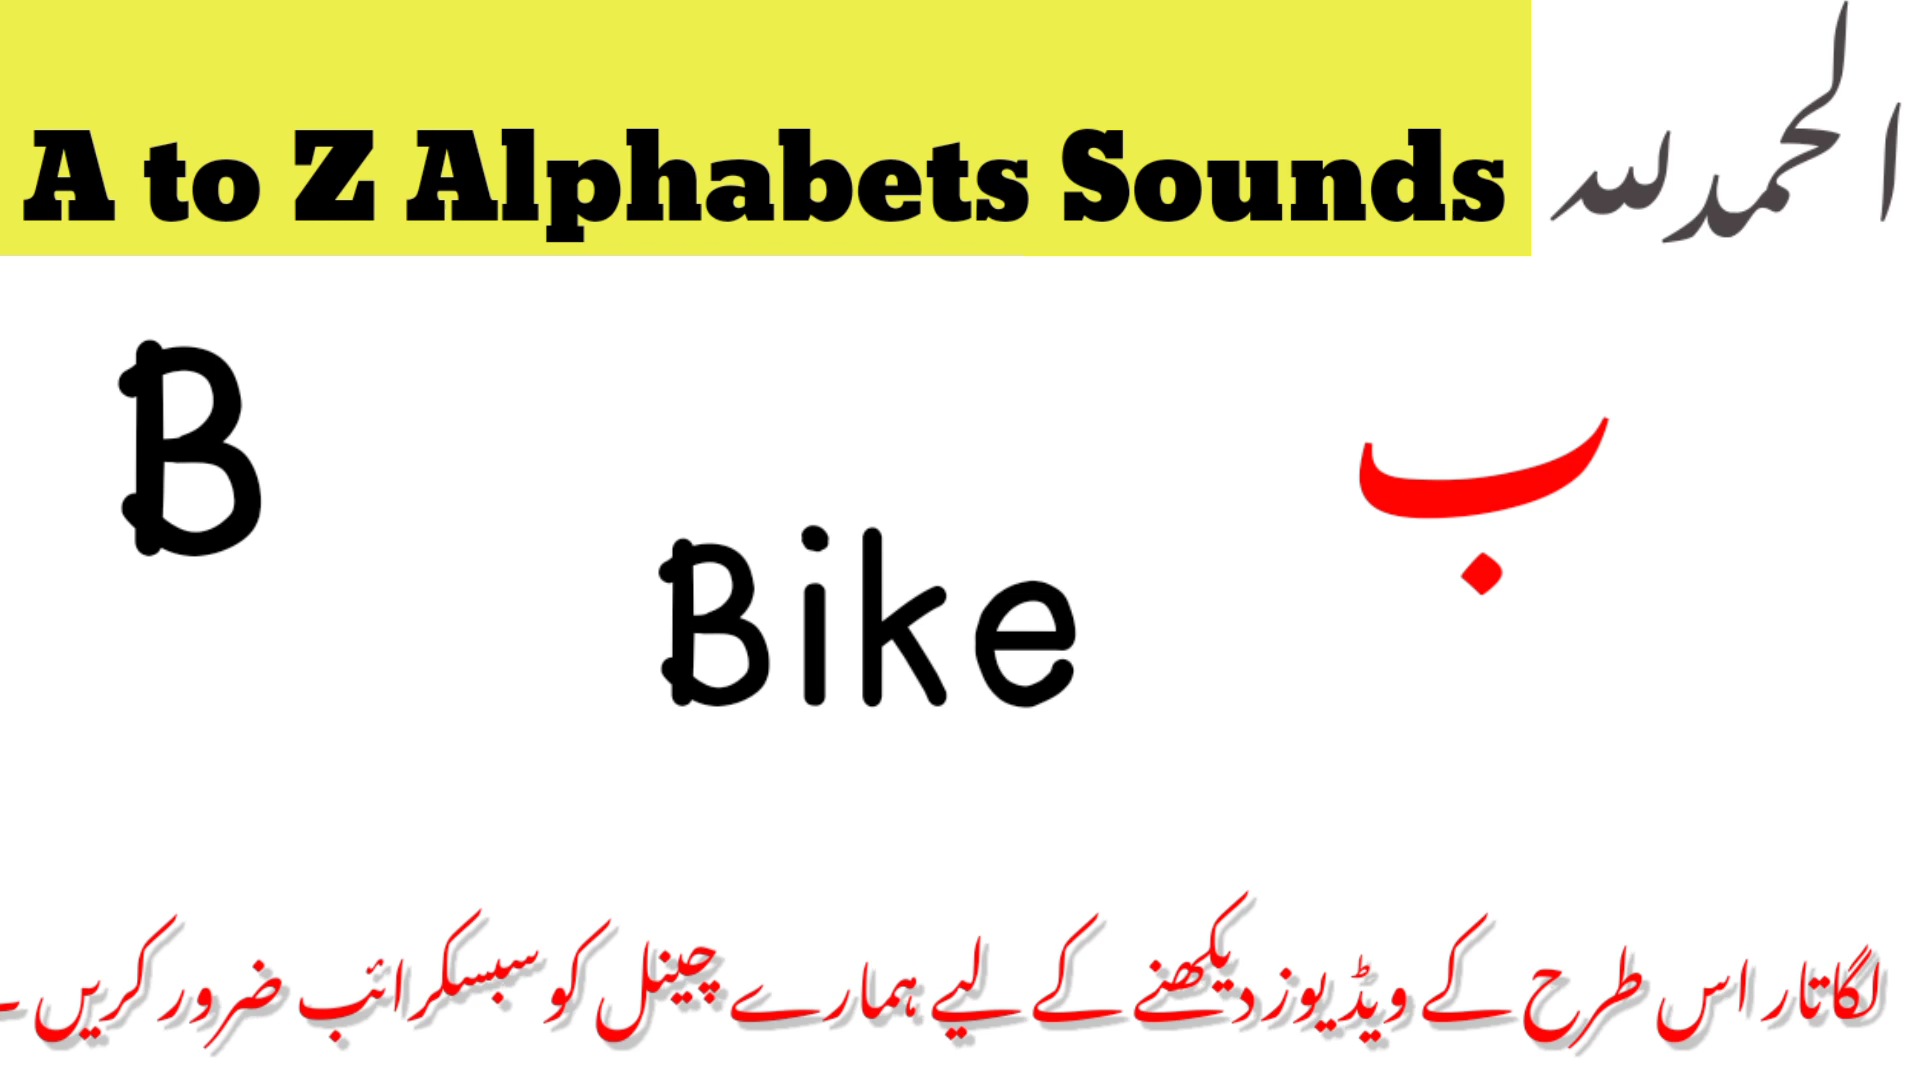 A to Z Alphabets Sounds
الحمدللہ
B
ب
Bike
لگاتار اس طرح کے ویڈیوز دیکھنے کے لیے ہمارے چینل کو سبسکرائب ضرور کریں۔